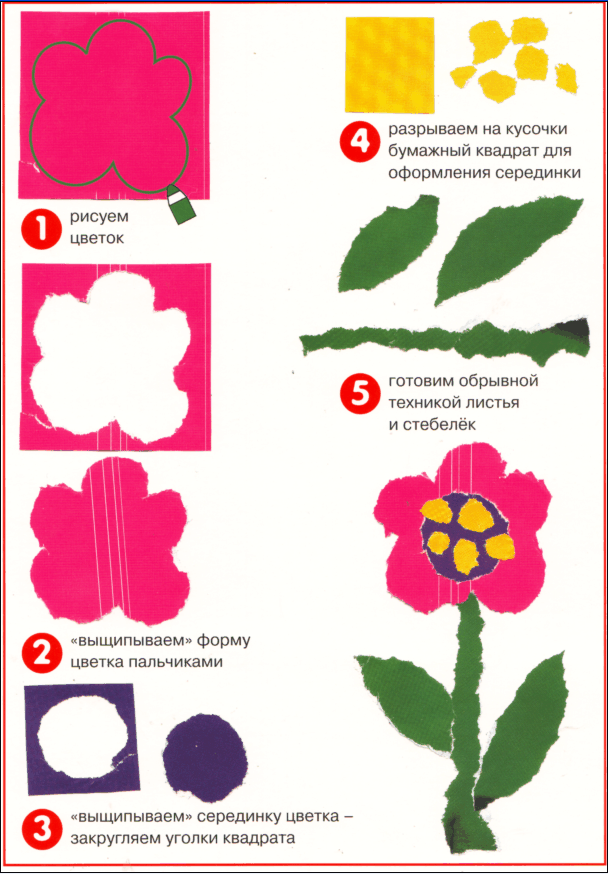 1 рисуем
цветок
2 «выщипываем» форму
цветка пальчиками
3 «выщипываем» серединку цветка –
закругляем уголки квадрата
4 разрываем на кусочки
бумажный квадрат для
оформления серединки
5 готовим обрывной
техникой листья
и стебелёк